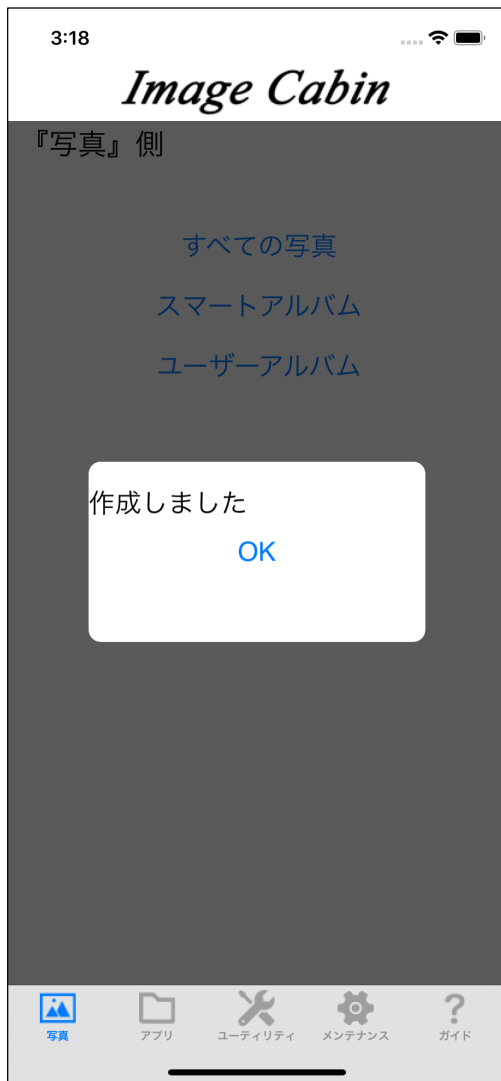 3:18
Image Cabin
『写真』側
すべての写真
スマートアルバム
ユーザーアルバム
作成しました
OK
写真
アプリ
ユーティリティ
メンテナンス
ガイド